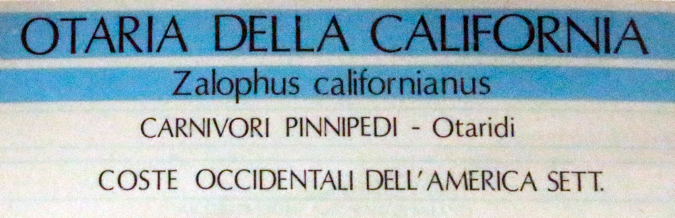 OTARIA DELLA CALIFORNIA
Zalophus californianus
CARNIVORI PINNIPEDI - Otaridi
COSTE OCCIDENTALI DELL'AMERICA SETT.